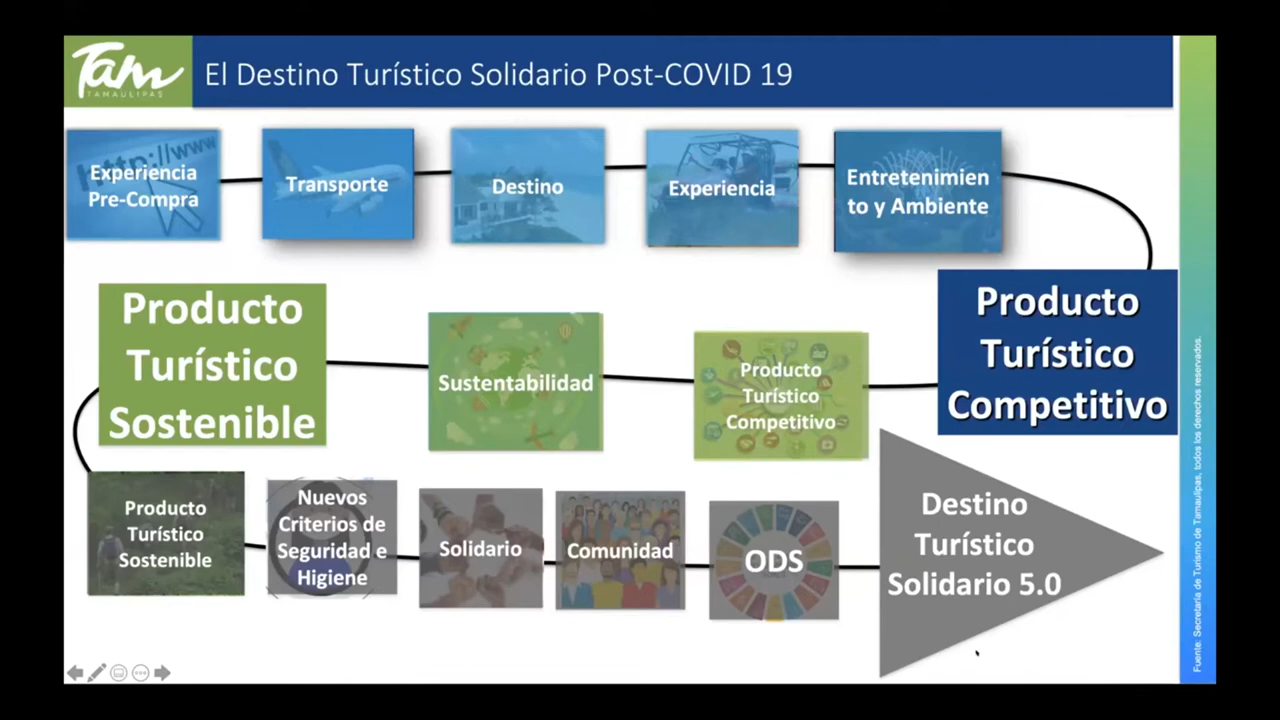 Tam
TAMAULIPAS
El Destino Turístico Solidario Post-COVID 19
http://www
Experiencia
Pre-Compra
Transporte
Destino
Experiencia
Entretenimien
to y Ambiente
Producto
Turístico
Competitivo
Producto
Turístico
Competitivo
Sustentabilidad
Producto
Turístico
Sostenible
Producto
Turístico
Sostenible
Nuevos
Criterios de
Seguridad e
Higiene
Solidario
Comunidad
ODS
Destino
Turístico
Solidario 5.0
Fuente: Secretaría de Turismo de Tamaulipas, todos los derechos reservados.